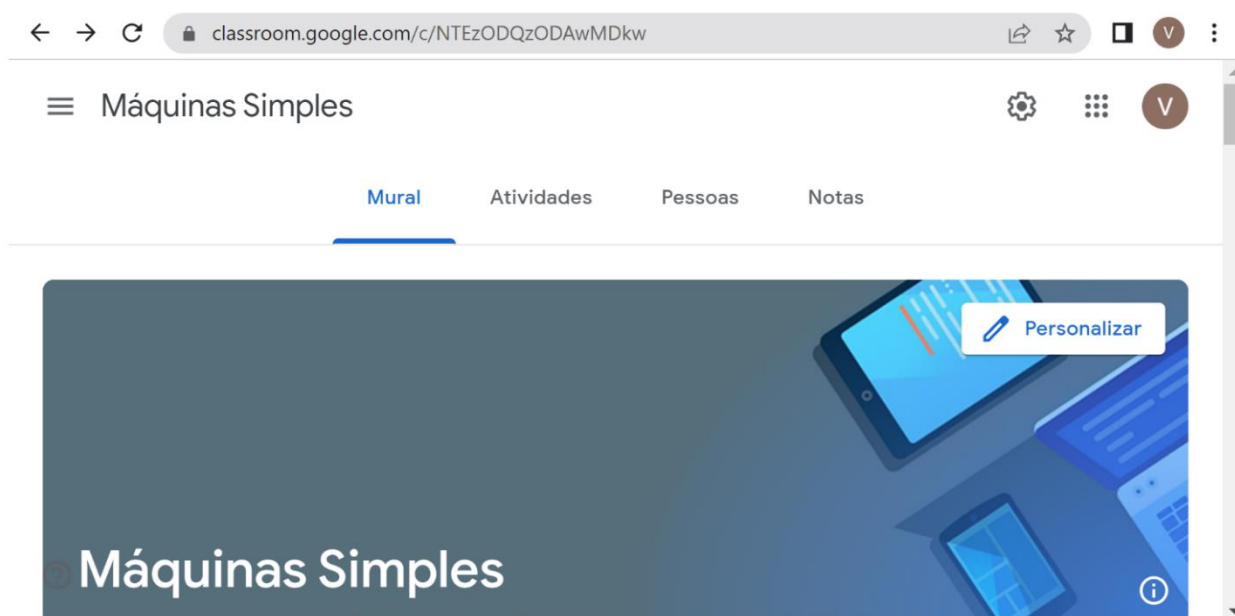 classroom.google.com/c/NTEzODQzODAwMDkw
V
Máquinas Simples
V
Mural Atividades Pessoas Notas
Personalizar
Máquinas Simples